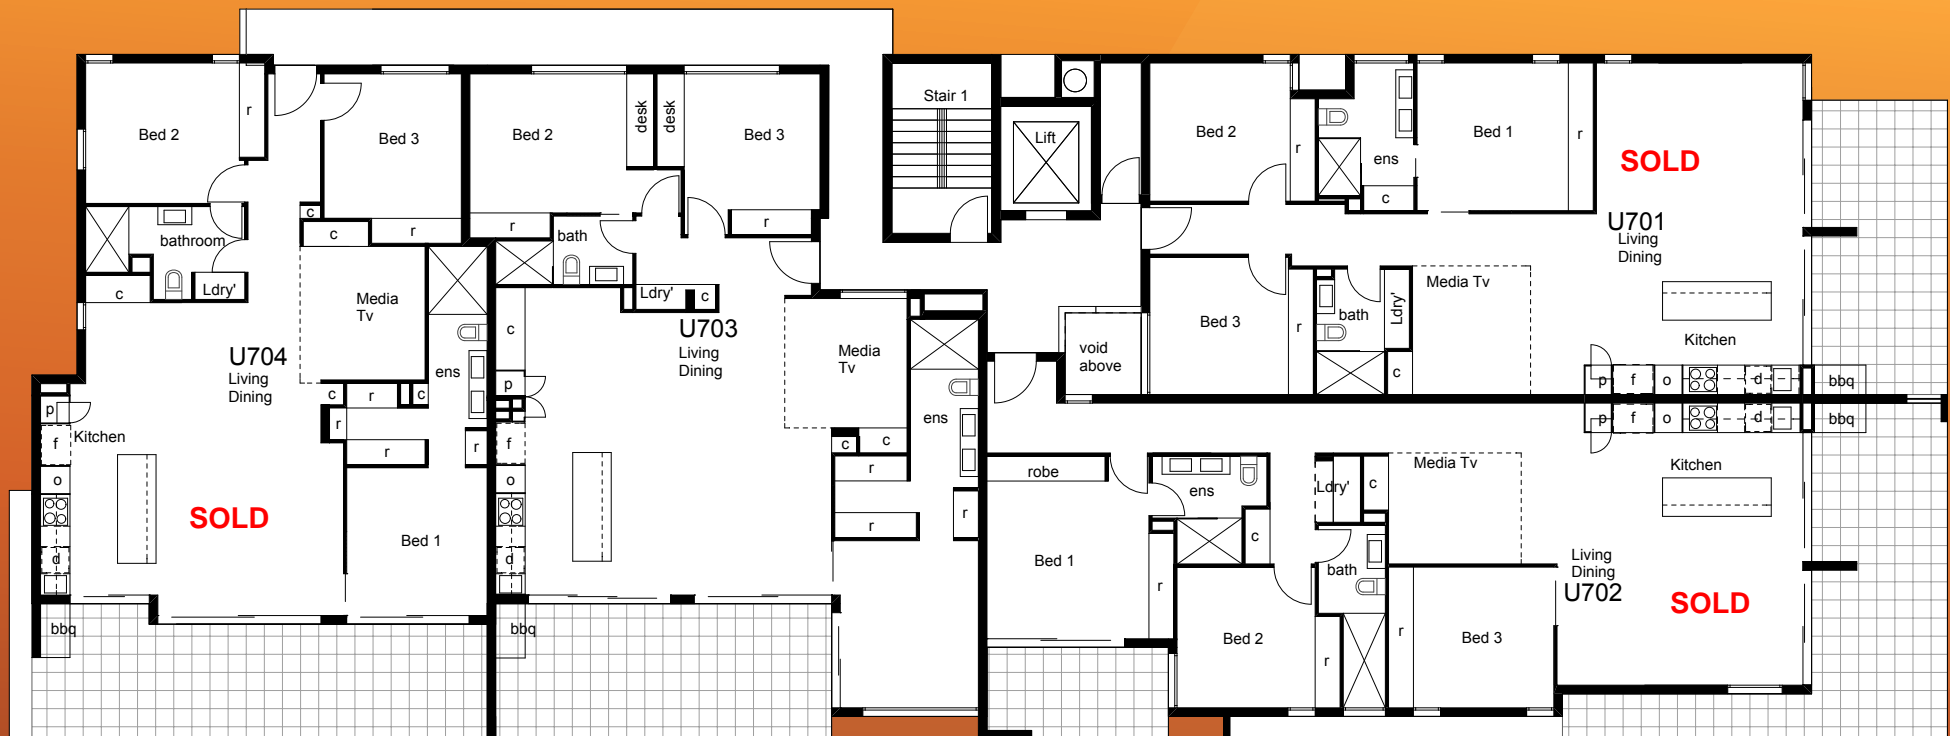 Bed 2
r
Bed 3
c
c
r
bathroom
Ldry'
c
Media
Tv
U704
Living
Dining
ens
c
r
c
r
r
r
p
Kitchen
f
o
d
SOLD
Bed 1
bbq
Bed 2
desk
desk
Bed 3
r
r
bath
Ldry'
c
c
U703
Living
Dining
Media
Tv
p
f
o
d
ens
c
c
r
r
r
bbq
Stair 1
Lift
void
above
Bed 2
r
ens
c
Bed 1
r
SOLD
U701
Living
Dining
Bed 3
r
bath
Ldry'
c
Media Tv
Kitchen
p
f
o
d
bbq
p
f
o
d
bbq
Kitchen
Media Tv
robe
ens
c
Ldry'
c
Bed 1
r
bath
Living
Dining
U702
SOLD
Bed 2
r
r
Bed 3